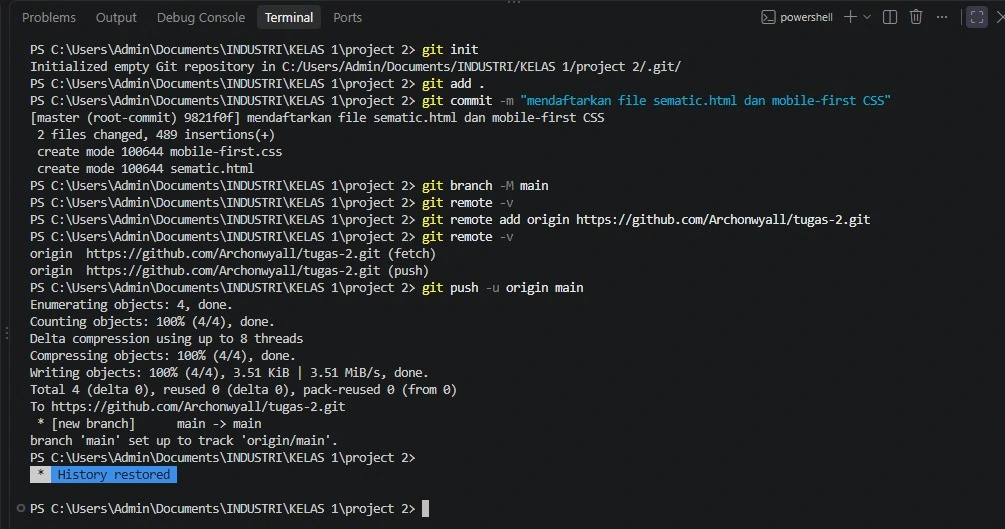 Problems Output Debug Console Terminal Ports powershell
PS C:\Users\Admin\Documents\INDUSTRI\KELAS 1\project 2> git init
Initialized empty Git repository in C:/Users/Admin/Documents/INDUSTRI/KELAS 1/project 2/.git/
PS C:\Users\Admin\Documents\INDUSTRI\KELAS 1\project 2> git add .
PS C:\Users\Admin\Documents\INDUSTRI\KELAS 1\project 2> git commit -m "mendaftarkan file sematic.html dan mobile-first CSS"
[master (root-commit) 9821f0f] mendaftarkan file sematic.html dan mobile-first CSS
 2 files changed, 489 insertions(+)
 create mode 100644 mobile-first.css
 create mode 100644 sematic.html
PS C:\Users\Admin\Documents\INDUSTRI\KELAS 1\project 2> git branch -M main
PS C:\Users\Admin\Documents\INDUSTRI\KELAS 1\project 2> git remote -v
PS C:\Users\Admin\Documents\INDUSTRI\KELAS 1\project 2> git remote add origin https://github.com/Archonwyall/tugas-2.git
PS C:\Users\Admin\Documents\INDUSTRI\KELAS 1\project 2> git remote -v
origin  https://github.com/Archonwyall/tugas-2.git (fetch)
origin  https://github.com/Archonwyall/tugas-2.git (push)
PS C:\Users\Admin\Documents\INDUSTRI\KELAS 1\project 2> git push -u origin main
Enumerating objects: 4, done.
Counting objects: 100% (4/4), done.
Delta compression using up to 8 threads
Compressing objects: 100% (4/4), done.
Writing objects: 100% (4/4), 3.51 KiB | 3.51 MiB/s, done.
Total 4 (delta 0), reused 0 (delta 0), pack-reused 0 (from 0)
To https://github.com/Archonwyall/tugas-2.git
 * [new branch]      main -> main
branch 'main' set up to track 'origin/main'.
PS C:\Users\Admin\Documents\INDUSTRI\KELAS 1\project 2>
 *  History restored
PS C:\Users\Admin\Documents\INDUSTRI\KELAS 1\project 2>